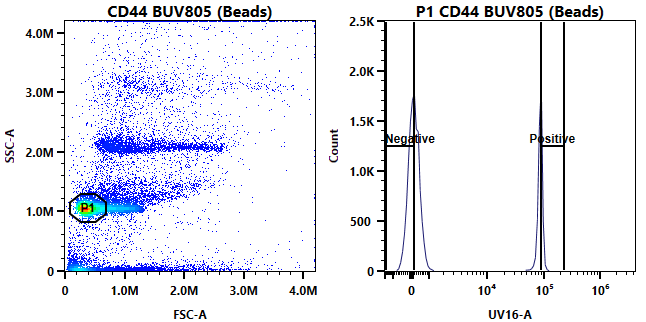 CD44 BUV805 (Beads)
4.0M
3.0M
2.0M
1.0M
0
SSC-A
P1
0
1.0M
2.0M
3.0M
4.0M
FSC-A
P1 CD44 BUV805 (Beads)
2.5K
2.0K
1.5K
1.0K
500
0
Count
Negative
Positive
0
10⁴
10⁵
10⁶
UV16-A